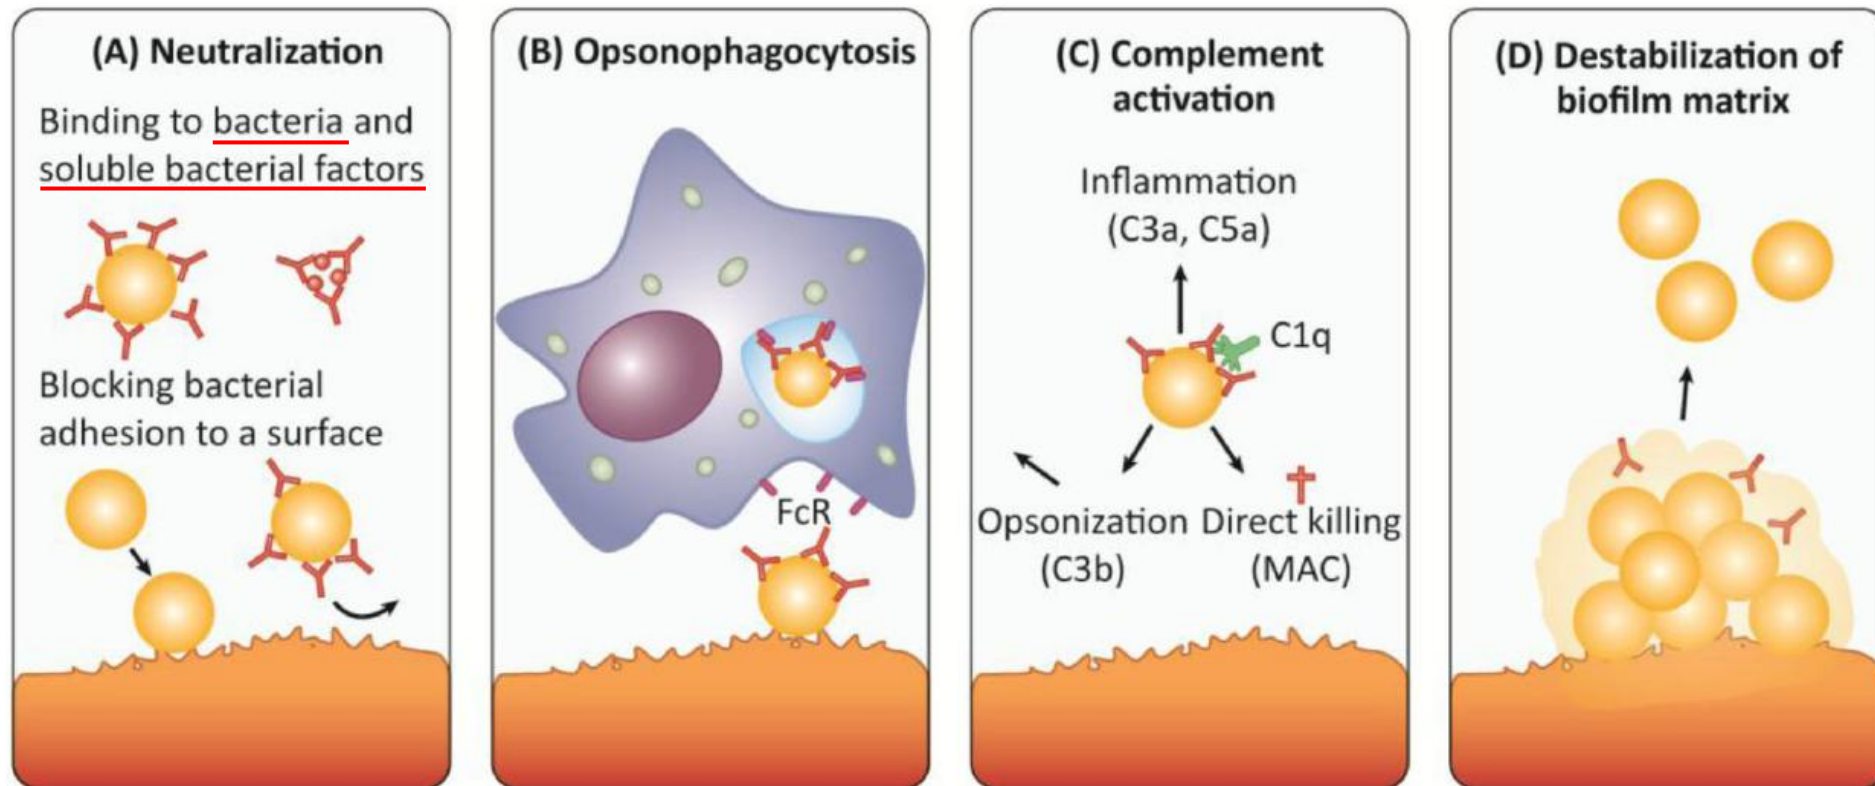 (A) Neutralization
Binding to bacteria and
soluble bacterial factors
Blocking bacterial
adhesion to a surface
(B) Opsonophagocytosis
FcR
(C) Complement
activation
Inflammation
(C3a, C5a)
C1q
Opsonization
(C3b)
Direct killing
(MAC)
(D) Destabilization of
biofilm matrix